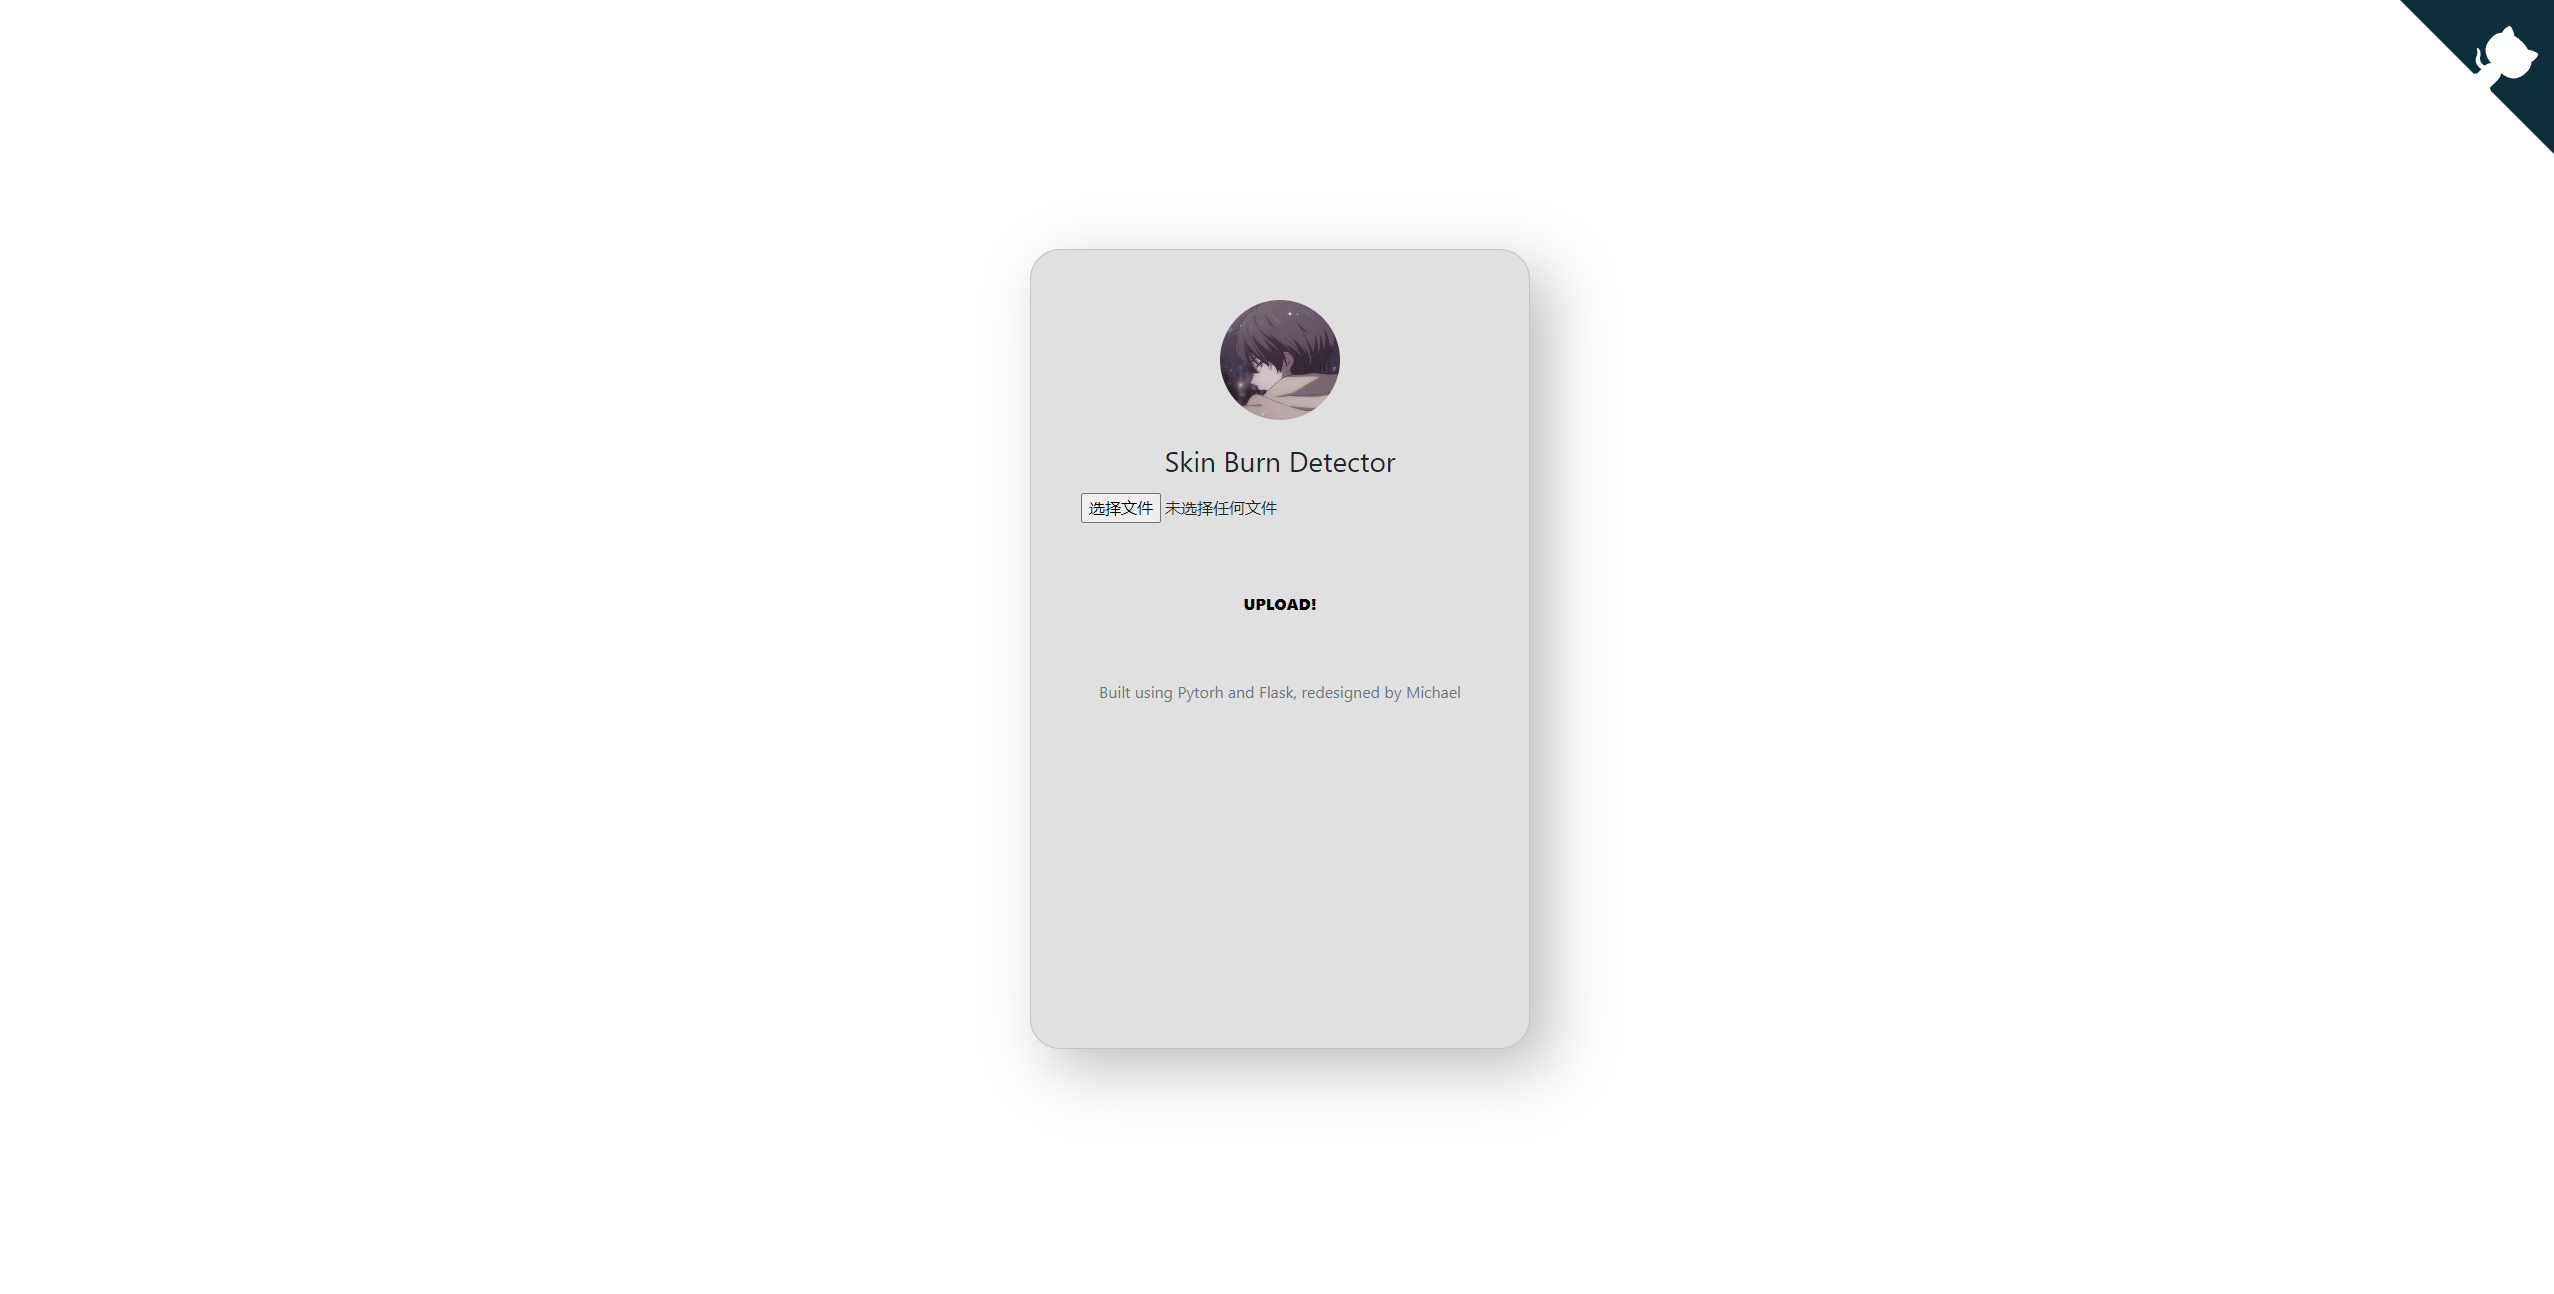 Skin Burn Detector
选择文件 未选择任何文件
UPLOAD!
Built using Pytorh and Flask, redesigned by Michael